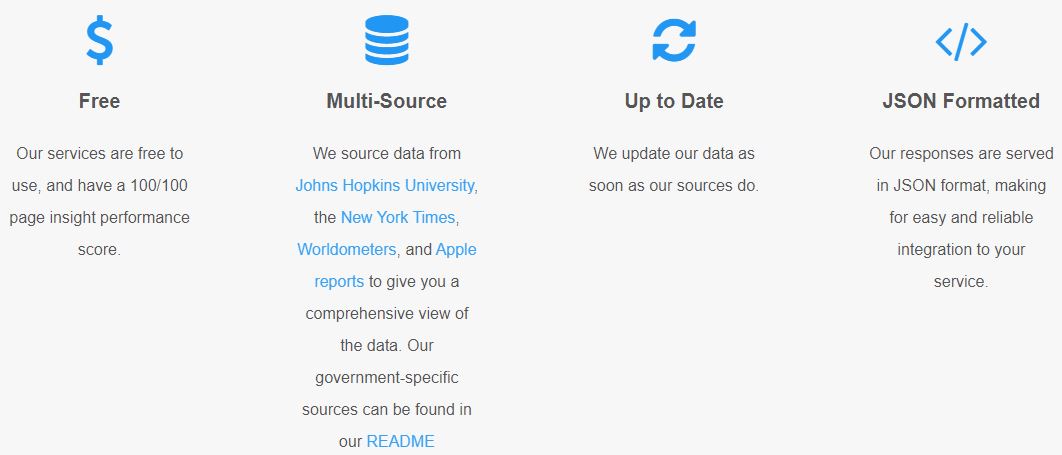 Free
Our services are free to
use, and have a 100/100
page insight performance
score.
Multi-Source
We source data from
Johns Hopkins University,
the New York Times,
Worldometers, and Apple
reports to give you a
comprehensive view of
the data. Our
government-specific
sources can be found in
our README
Up to Date
We update our data as
soon as our sources do.
JSON Formatted
Our responses are served
in JSON format, making
for easy and reliable
integration to your
service.